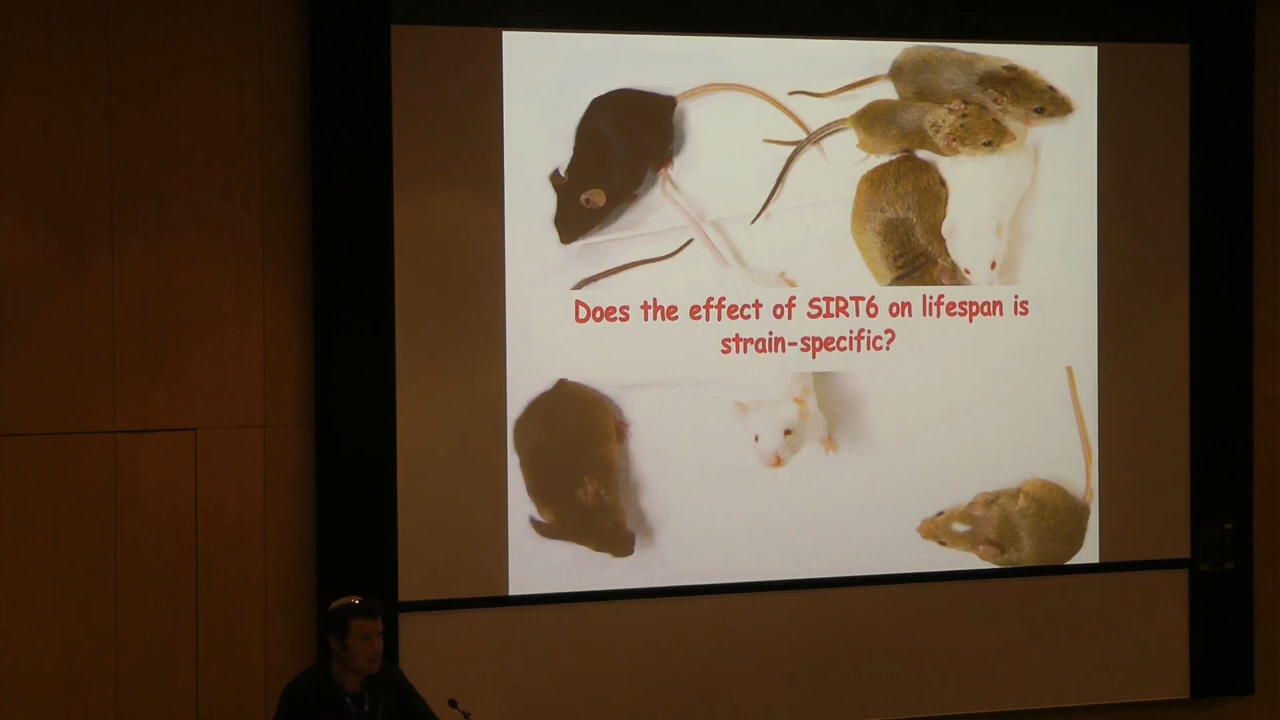 Does the effect of SIRT6 on lifespan is
strain-specific?